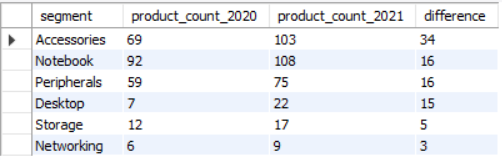 segment product_count_2020 product_count_2021 difference
Accessories 69 103 34
Notebook 92 108 16
Peripherals 59 75 16
Desktop 7 22 15
Storage 12 17 5
Networking 6 9 3